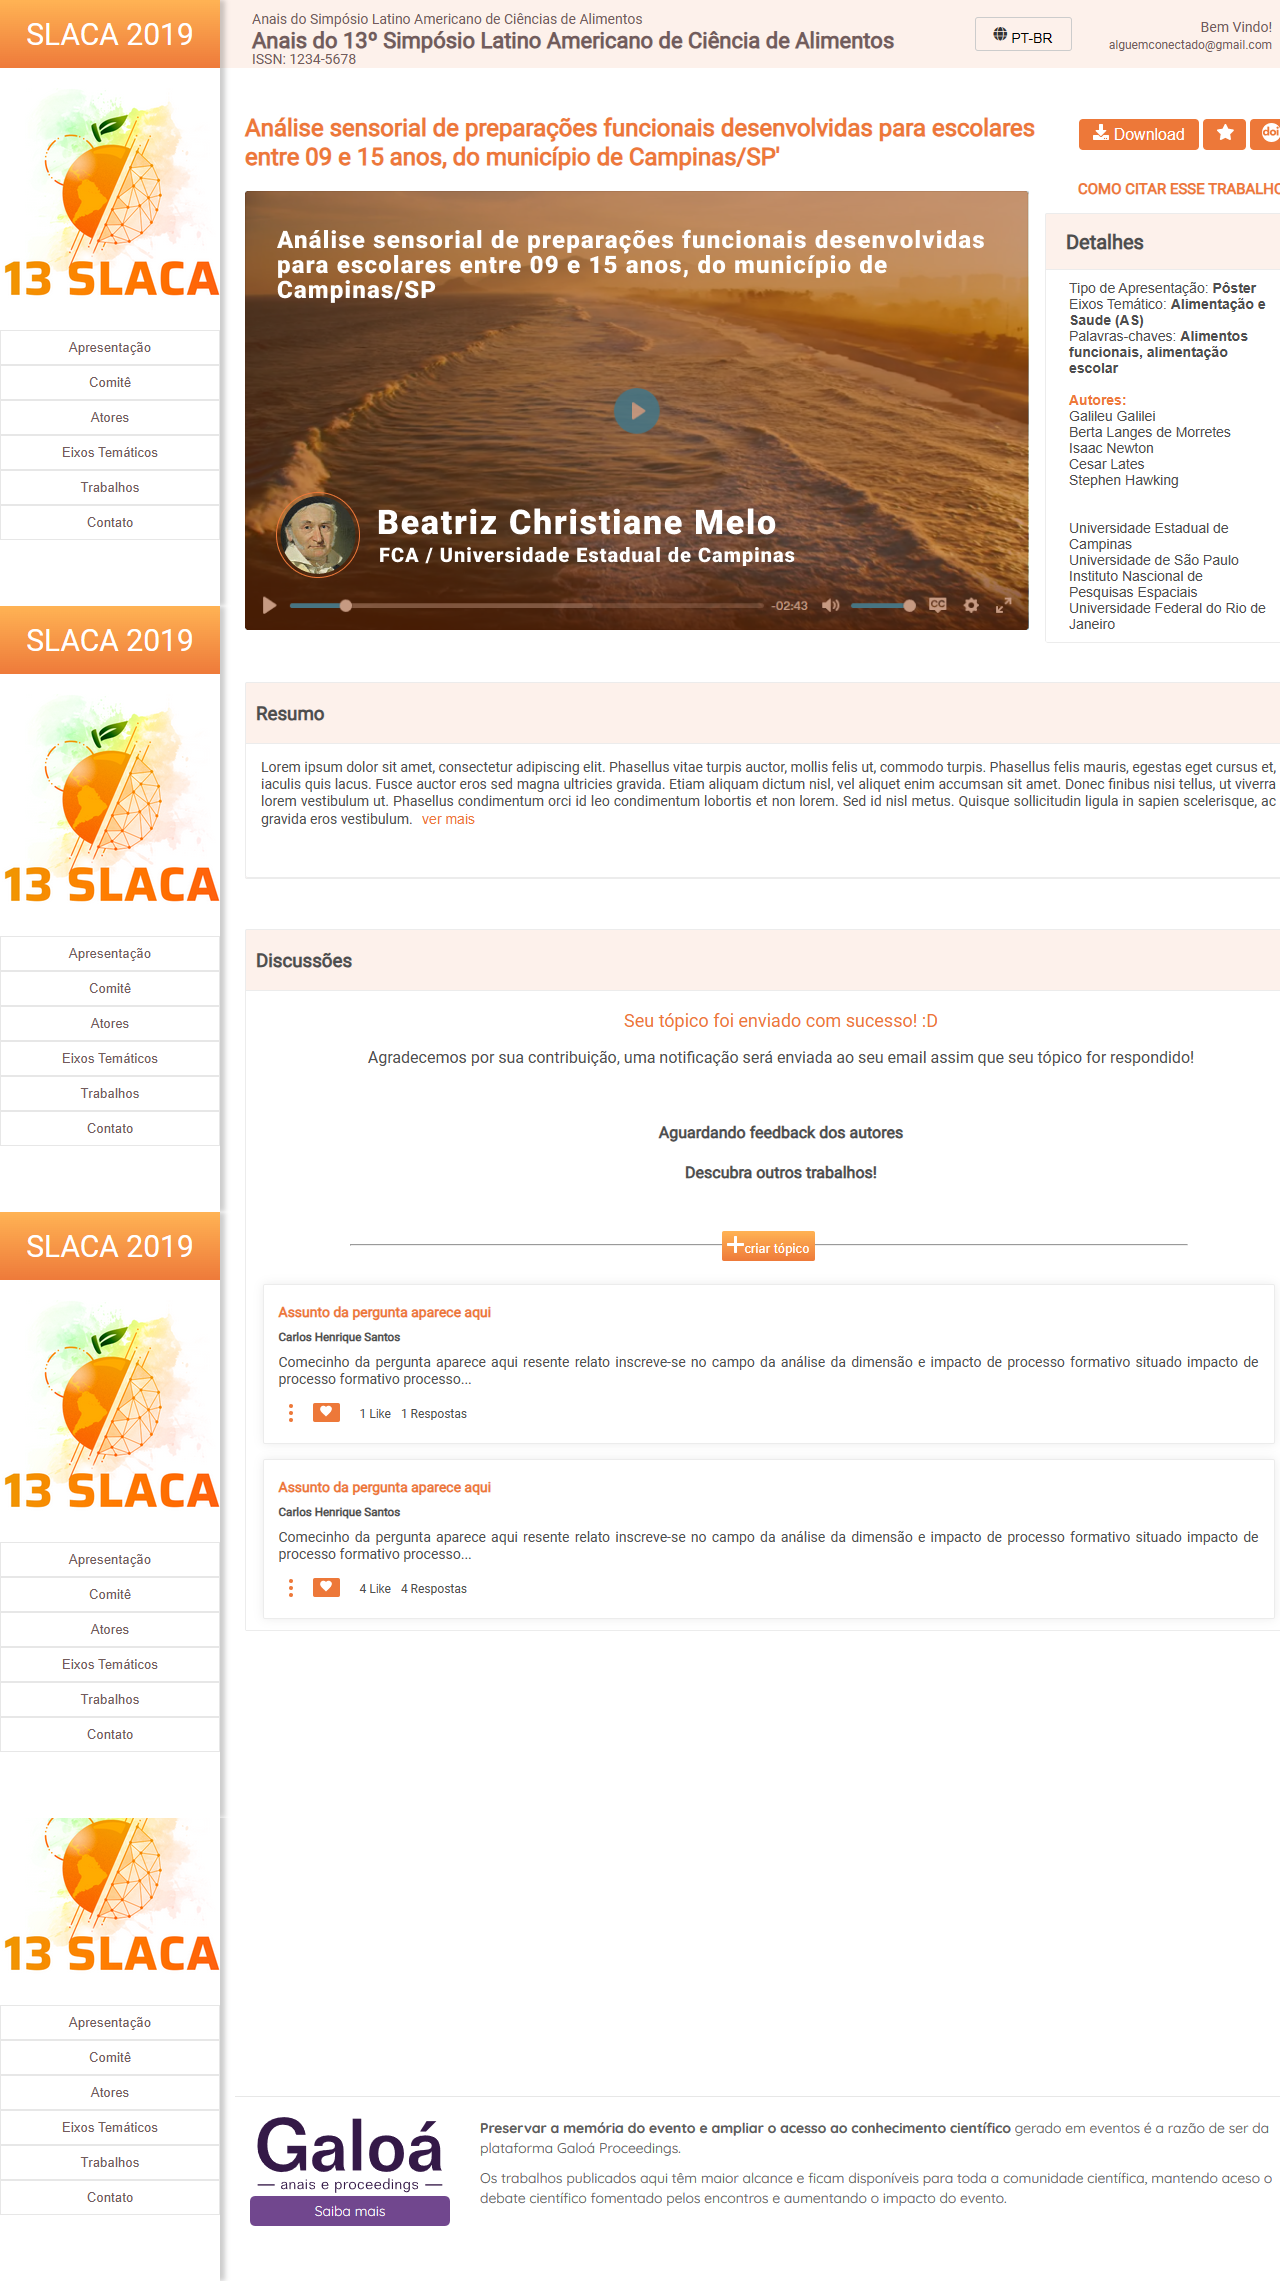 SLACA 2019
Anais do Simpósio Latino Americano de Ciências de Alimentos
Anais do 13º Simpósio Latino Americano de Ciência de Alimentos
ISSN: 1234-5678
PT-BR
Bem Vindo!
alguemconectado@gmail.com
13 SLACA
Apresentação
Comitê
Atores
Eixos Temáticos
Trabalhos
Contato
Análise sensorial de preparações funcionais desenvolvidas para escolares
entre 09 e 15 anos, do município de Campinas/SP'
Download
doi
COMO CITAR ESSE TRABALHO
Análise sensorial de preparações funcionais desenvolvidas
para escolares entre 09 e 15 anos, do município de
Campinas/SP
Beatriz Christiane Melo
FCA / Universidade Estadual de Campinas
-02:43
CC
Detalhes
Tipo de Apresentação: Pôster
Eixos Temático: Alimentação e
Saude (AS)
Palavras-chaves: Alimentos
funcionais, alimentação
escolar
Autores:
Galileu Galilei
Berta Langes de Morretes
Isaac Newton
Cesar Lates
Stephen Hawking
Universidade Estadual de
Campinas
Universidade de São Paulo
Instituto Nascional de
Pesquisas Espaciais
Universidade Federal do Rio de
Janeiro
SLACA 2019
13 SLACA
Apresentação
Comitê
Atores
Eixos Temáticos
Trabalhos
Contato
Resumo
Lorem ipsum dolor sit amet, consectetur adipiscing elit. Phasellus vitae turpis auctor, mollis felis ut, commodo turpis. Phasellus felis mauris, egestas eget cursus et,
iaculis quis lacus. Fusce auctor eros sed magna ultricies gravida. Etiam aliquam dictum nisl, vel aliquet enim accumsan sit amet. Donec finibus nisi tellus, ut viverra
lorem vestibulum ut. Phasellus condimentum orci id leo condimentum lobortis et non lorem. Sed id nisl metus. Quisque sollicitudin ligula in sapien scelerisque, ac
gravida eros vestibulum. ver mais
Discussões
Seu tópico foi enviado com sucesso! :D
Agradecemos por sua contribuição, uma notificação será enviada ao seu email assim que seu tópico for respondido!
Aguardando feedback dos autores
Descubra outros trabalhos!
+criar tópico
Assunto da pergunta aparece aqui
Carlos Henrique Santos
Comecinho da pergunta aparece aqui resente relato inscreve-se no campo da análise da dimensão e impacto de processo formativo situado impacto de
processo formativo processo...
1 Like 1 Respostas
Assunto da pergunta aparece aqui
Carlos Henrique Santos
Comecinho da pergunta aparece aqui resente relato inscreve-se no campo da análise da dimensão e impacto de processo formativo situado impacto de
processo formativo processo...
4 Like 4 Respostas
SLACA 2019
13 SLACA
Apresentação
Comitê
Atores
Eixos Temáticos
Trabalhos
Contato
13 SLACA
Apresentação
Comitê
Atores
Eixos Temáticos
Trabalhos
Contato
Galoá
anais e proceedings
Saiba mais
Preservar a memória do evento e ampliar o acesso ao conhecimento científico gerado em eventos é a razão de ser da
plataforma Galoá Proceedings.
Os trabalhos publicados aqui têm maior alcance e ficam disponíveis para toda a comunidade científica, mantendo aceso o
debate científico fomentado pelos encontros e aumentando o impacto do evento.